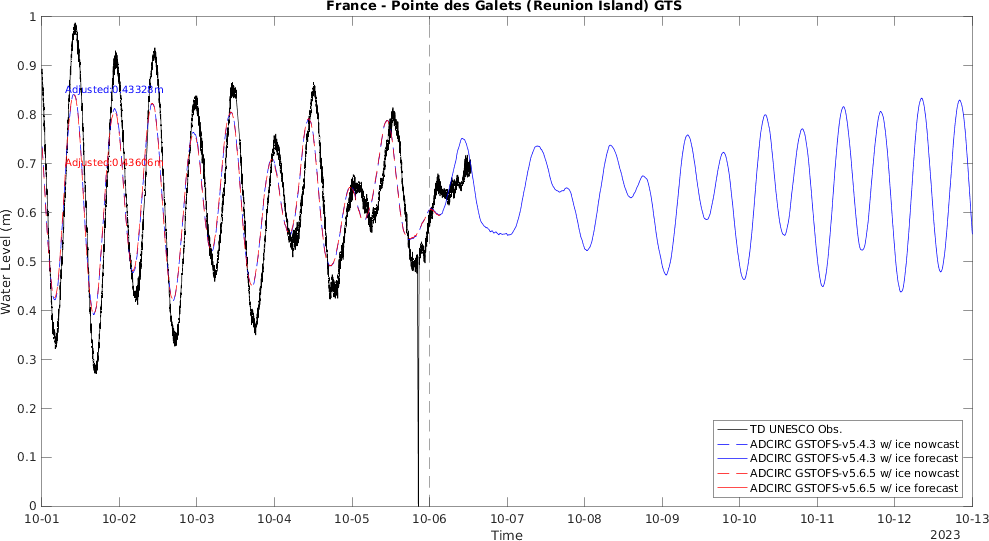 France - Pointe des Galets (Reunion Island) GTS
1
0.9
0.8
0.7
0.6
0.5
0.4
0.3
0.2
0.1
0
Water Level (m)
Adjusted:0.43328m
Adjusted:0.43606m
TD UNESCO Obs.
ADCIRC GSTOFS-v5.4.3 w/ ice nowcast
ADCIRC GSTOFS-v5.4.3 w/ ice forecast
ADCIRC GSTOFS-v5.6.5 w/ ice nowcast
ADCIRC GSTOFS-v5.6.5 w/ ice forecast
10-01 10-02 10-03 10-04 10-05 10-06 10-07 10-08 10-09 10-10 10-11 10-12 10-13
Time
2023